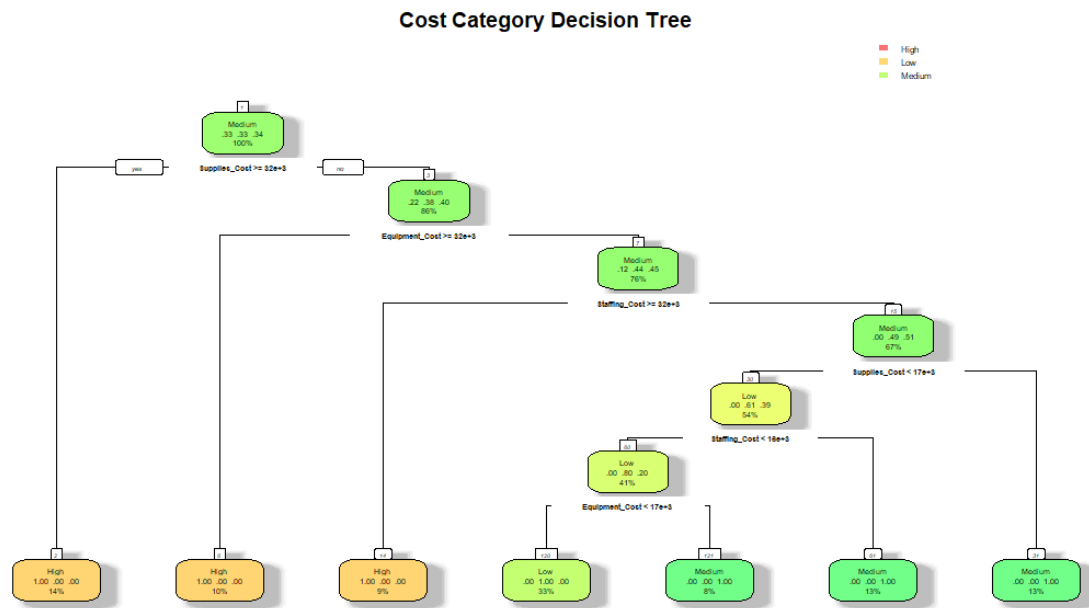 Cost Category Decision Tree
High
Low
Medium
1
Medium
.33 .33 .34
100%
yes
Supplies_Cost >= 32e+3
no
3
Medium
.22 .38 .40
86%
Equipment_Cost >= 32e+3
7
Medium
.12 .44 .45
76%
Staffing_Cost >= 32e+3
15
Medium
.00 .49 .51
67%
Supplies_Cost < 17e+3
30
Low
.00 .61 .39
54%
Staffing_Cost < 16e+3
60
Low
.00 .80 .20
41%
Equipment_Cost < 17e+3
2
High
1.00 .00 .00
14%
6
High
1.00 .00 .00
10%
14
High
1.00 .00 .00
9%
120
Low
.00 1.00 .00
33%
121
Medium
.00 .00 1.00
8%
61
Medium
.00 .00 1.00
13%
31
Medium
.00 .00 1.00
13%